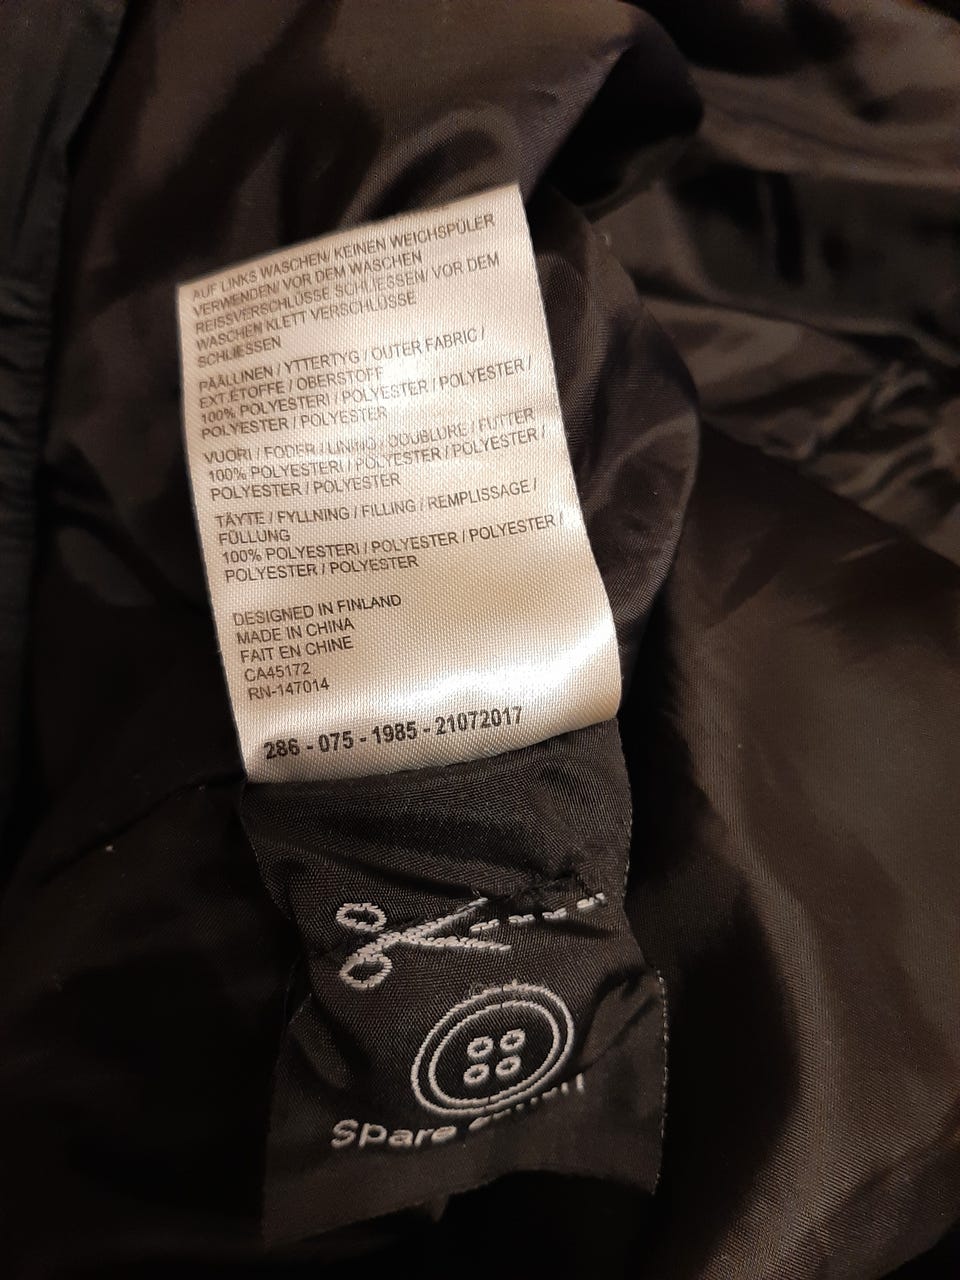 AUF LINKS WASCHEN/ KEINEN WEICHSPÜLER
VERWENDEN/ VOR DEM WASCHEN
REISSVERSCHLÜSSE SCHLIESSEN/ VOR DEM
WASCHEN KLETT VERSCHLÜSSE
SCHLIESSEN
PÄÄLLINEN / YTTERTYG / OUTER FABRIC /
EXT.ÉTOFFE / OBERSTOFF
100% POLYESTERI / POLYESTER / POLYESTER /
POLYESTER / POLYESTER
VUORI / FODER / LINING / DOUBLURE / FUTTER
100% POLYESTERI / POLYESTER / POLYESTER /
POLYESTER / POLYESTER
TÄYTE / FYLLNING / FILLING / REMPLISSAGE /
FÜLLUNG
100% POLYESTERI / POLYESTER / POLYESTER /
POLYESTER / POLYESTER
DESIGNED IN FINLAND
MADE IN CHINA
FAIT EN CHINE
CA45172
RN-147014
286 - 075 - 1985 - 21072017
Spare